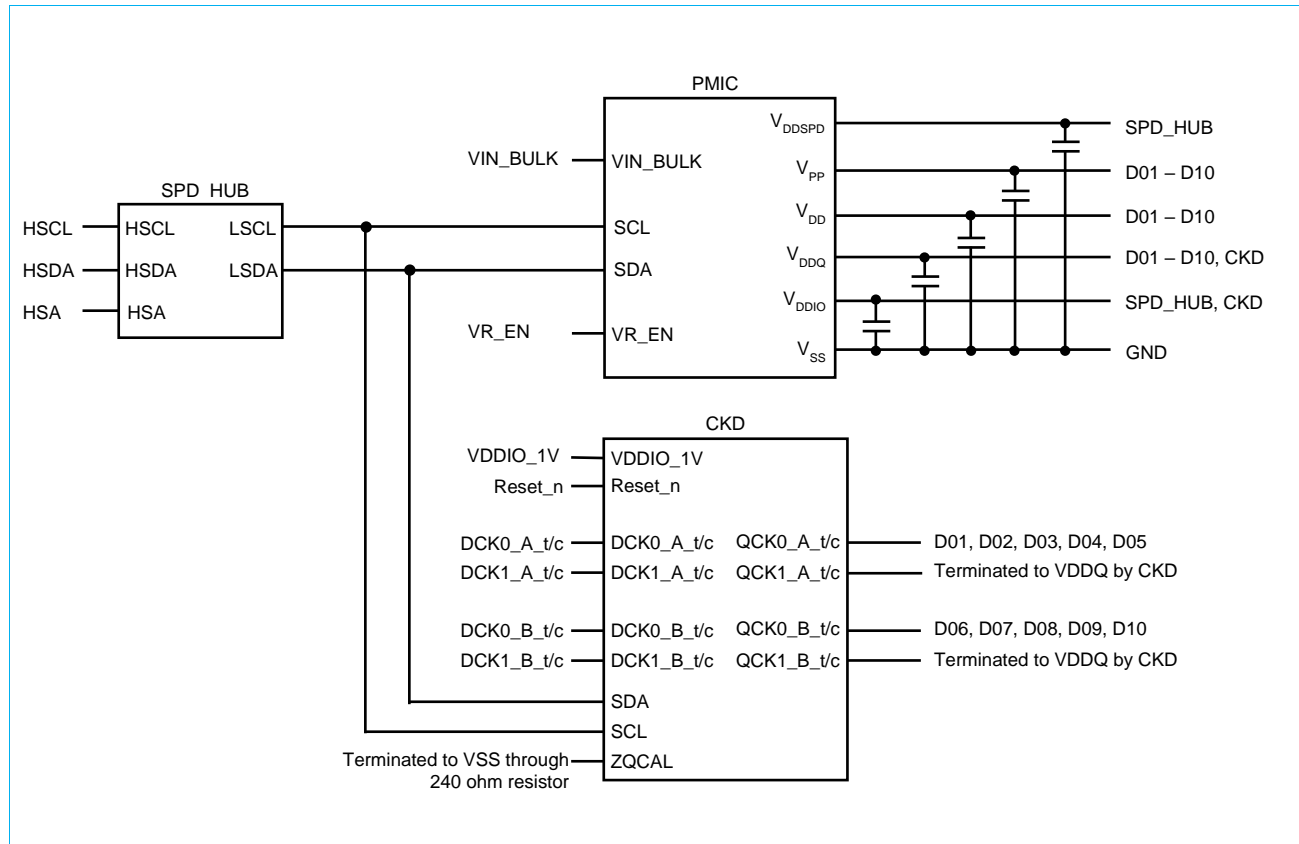 PMIC
VDDSPD
SPD_HUB
VIN_BULK
VIN_BULK
VPP
D01 – D10
SPD_HUB
VDD
D01 – D10
HSCL
HSCL
LSCL
SCL
HSDA
HSDA
LSDA
SDA
VDDQ
D01 – D10, CKD
HSA
HSA
VDDIO
SPD_HUB, CKD
VR_EN
VR_EN
VSS
GND
CKD
VDDIO_1V
VDDIO_1V
Reset_n
Reset_n
DCK0_A_t/c
DCK0_A_t/c
QCK0_A_t/c
D01, D02, D03, D04, D05
DCK1_A_t/c
DCK1_A_t/c
QCK1_A_t/c
Terminated to VDDQ by CKD
DCK0_B_t/c
DCK0_B_t/c
QCK0_B_t/c
D06, D07, D08, D09, D10
DCK1_B_t/c
DCK1_B_t/c
QCK1_B_t/c
Terminated to VDDQ by CKD
SDA
SCL
Terminated to VSS through
240 ohm resistor
ZQCAL